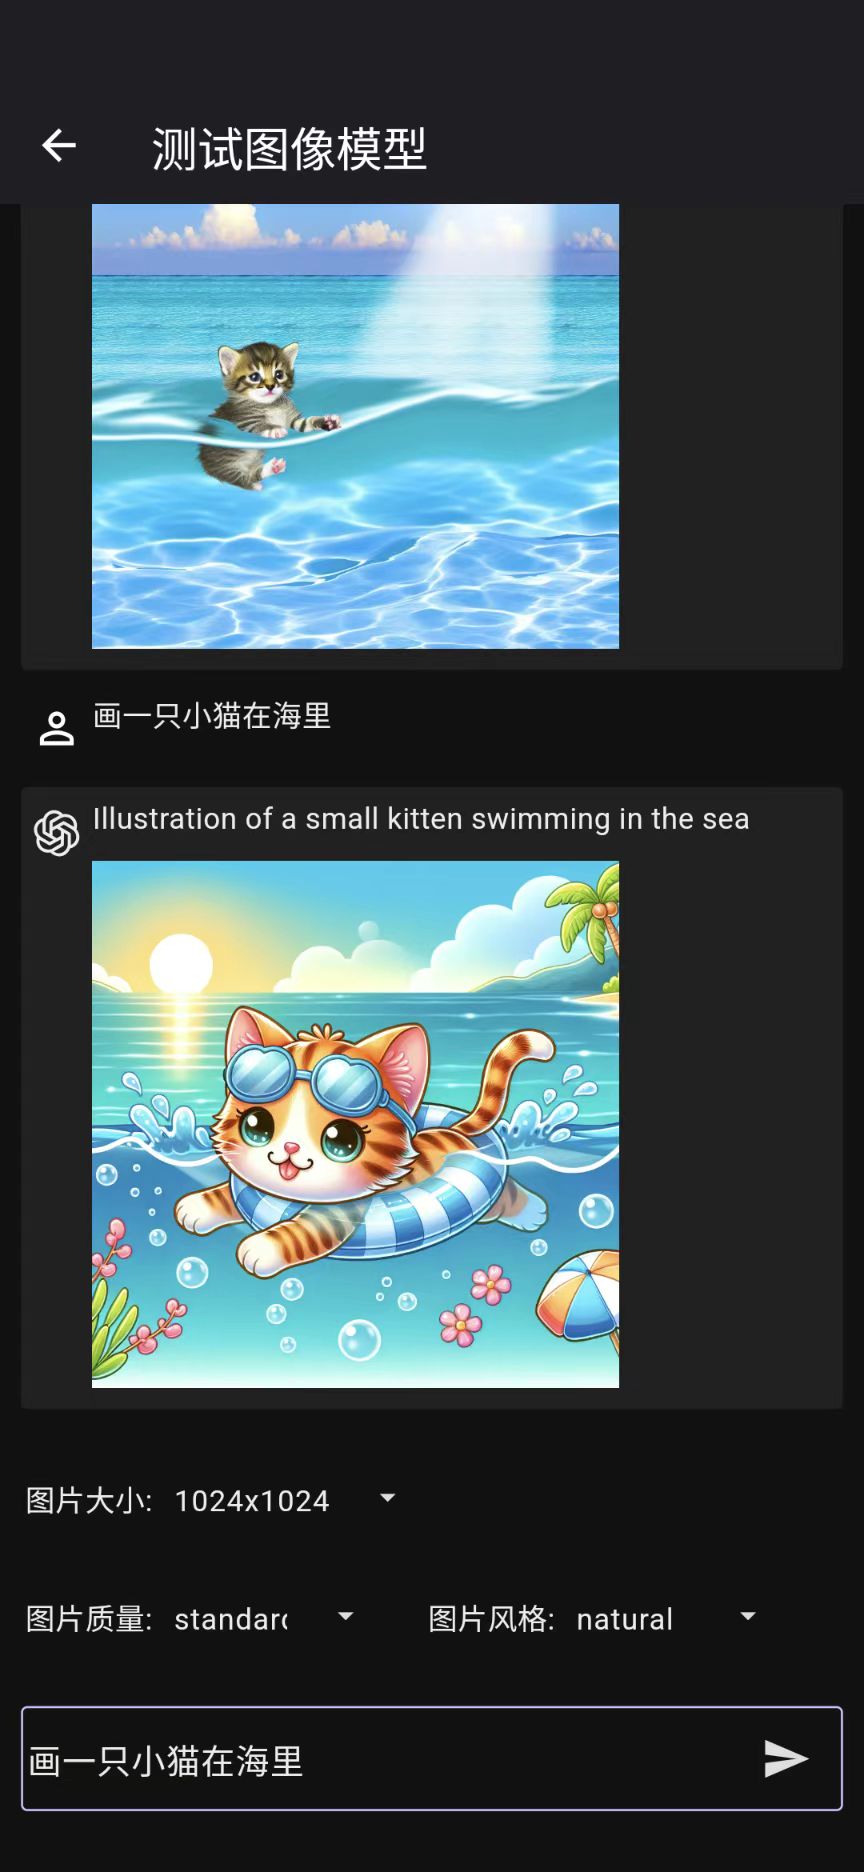 测试图像模型
画一只小猫在海里
Illustration of a small kitten swimming in the sea
图片大小: 1024x1024
图片质量: standard 图片风格: natural
画一只小猫在海里